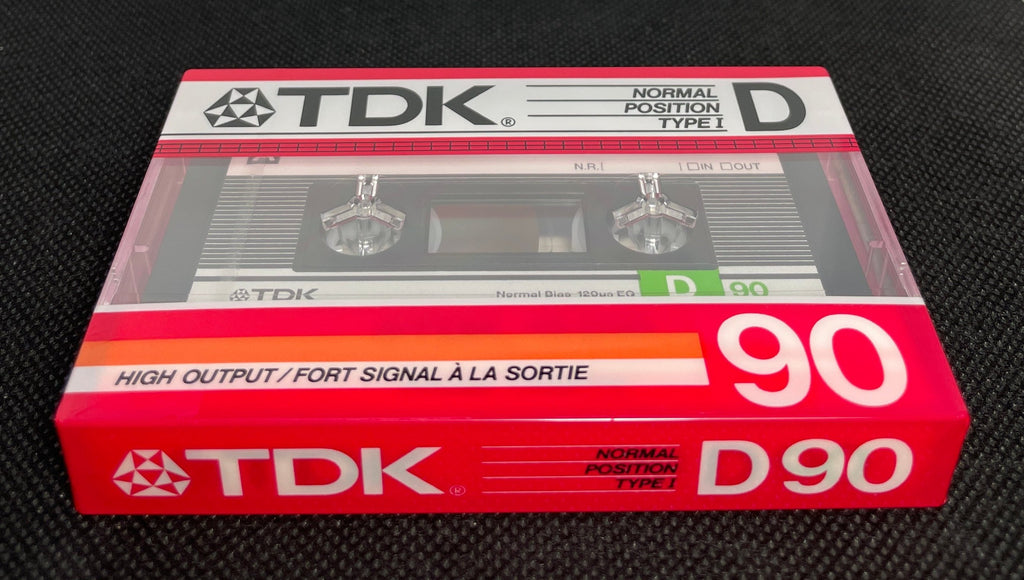 TDK® NORMAL POSITION TYPE I D
N.R. IN OUT
TDK Normal Bias 120µs EQ D 90
HIGH OUTPUT/FORT SIGNAL À LA SORTIE 90
TDK® NORMAL POSITION TYPE I D90